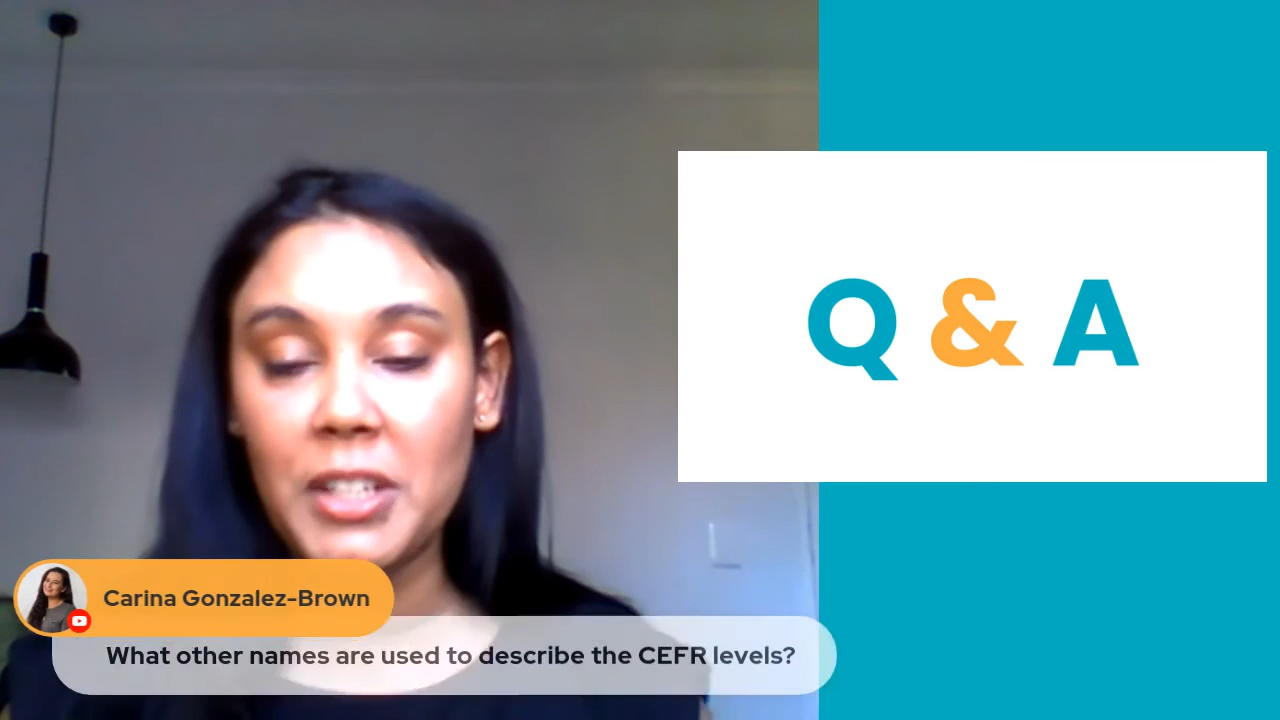 Q & A
Carina Gonzalez-Brown
What other names are used to describe the CEFR levels?